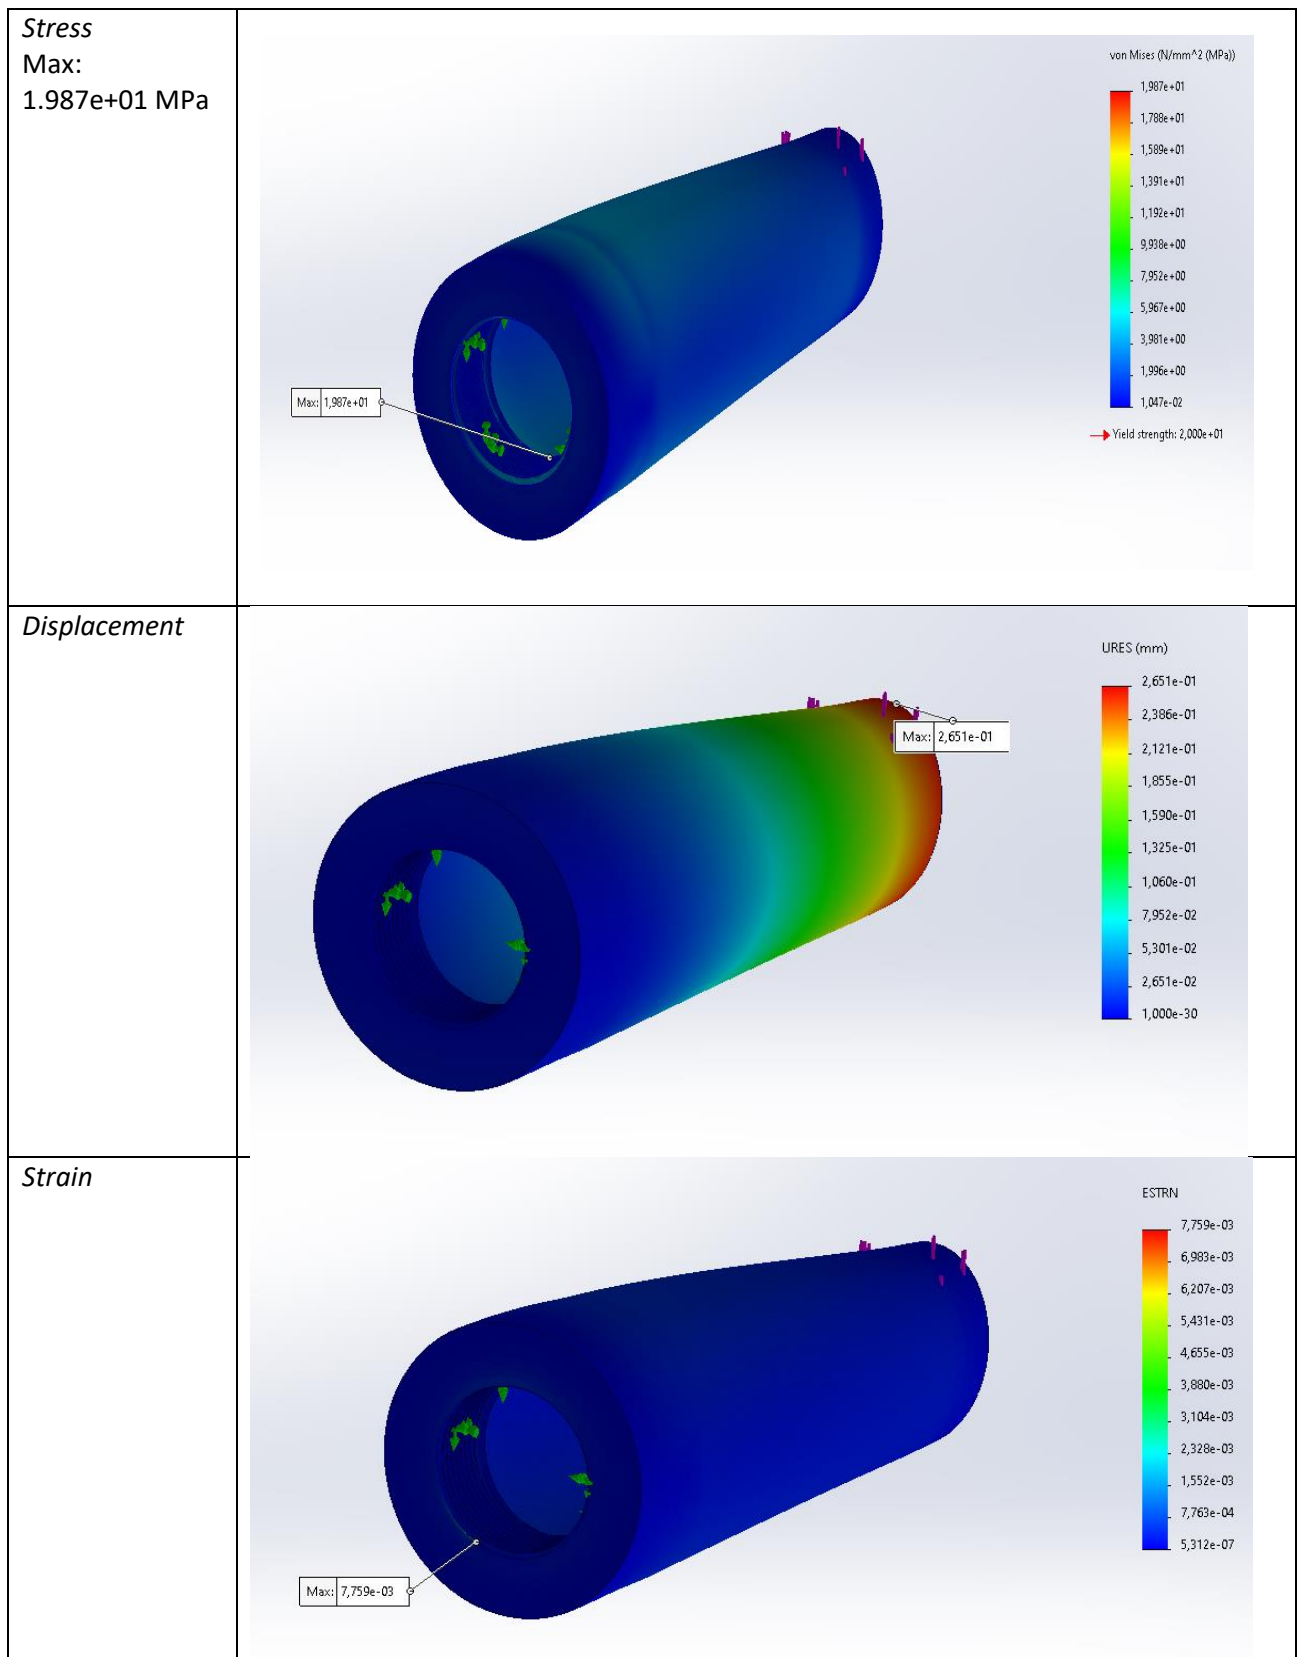 Stress
Max:
1.987e+01 MPa
von Mises (N/mm^2 (MPa))
1,987e+01
1,788e+01
1,589e+01
1,391e+01
1,192e+01
9,938e+00
7,952e+00
5,967e+00
3,981e+00
1,996e+00
1,047e-02
Yield strength: 2,000e+01
Max: 1,987e+01
Displacement
URES (mm)
2,651e-01
2,386e-01
2,121e-01
1,855e-01
1,590e-01
1,325e-01
1,060e-01
7,952e-02
5,301e-02
2,651e-02
1,000e-30
Max: 2,651e-01
Strain
ESTRN
7,759e-03
6,983e-03
6,207e-03
5,431e-03
4,655e-03
3,880e-03
3,104e-03
2,328e-03
1,552e-03
7,763e-04
5,312e-07
Max: 7,759e-03